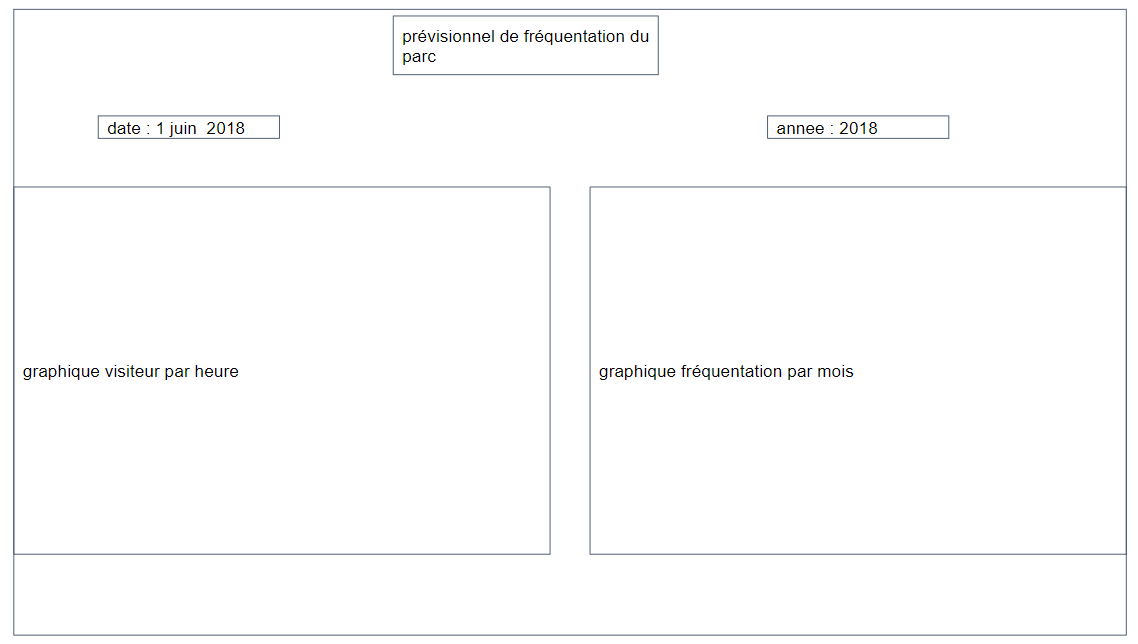 prévisionnel de fréquentation du
parc
date : 1 juin  2018
annee : 2018
graphique visiteur par heure
graphique fréquentation par mois